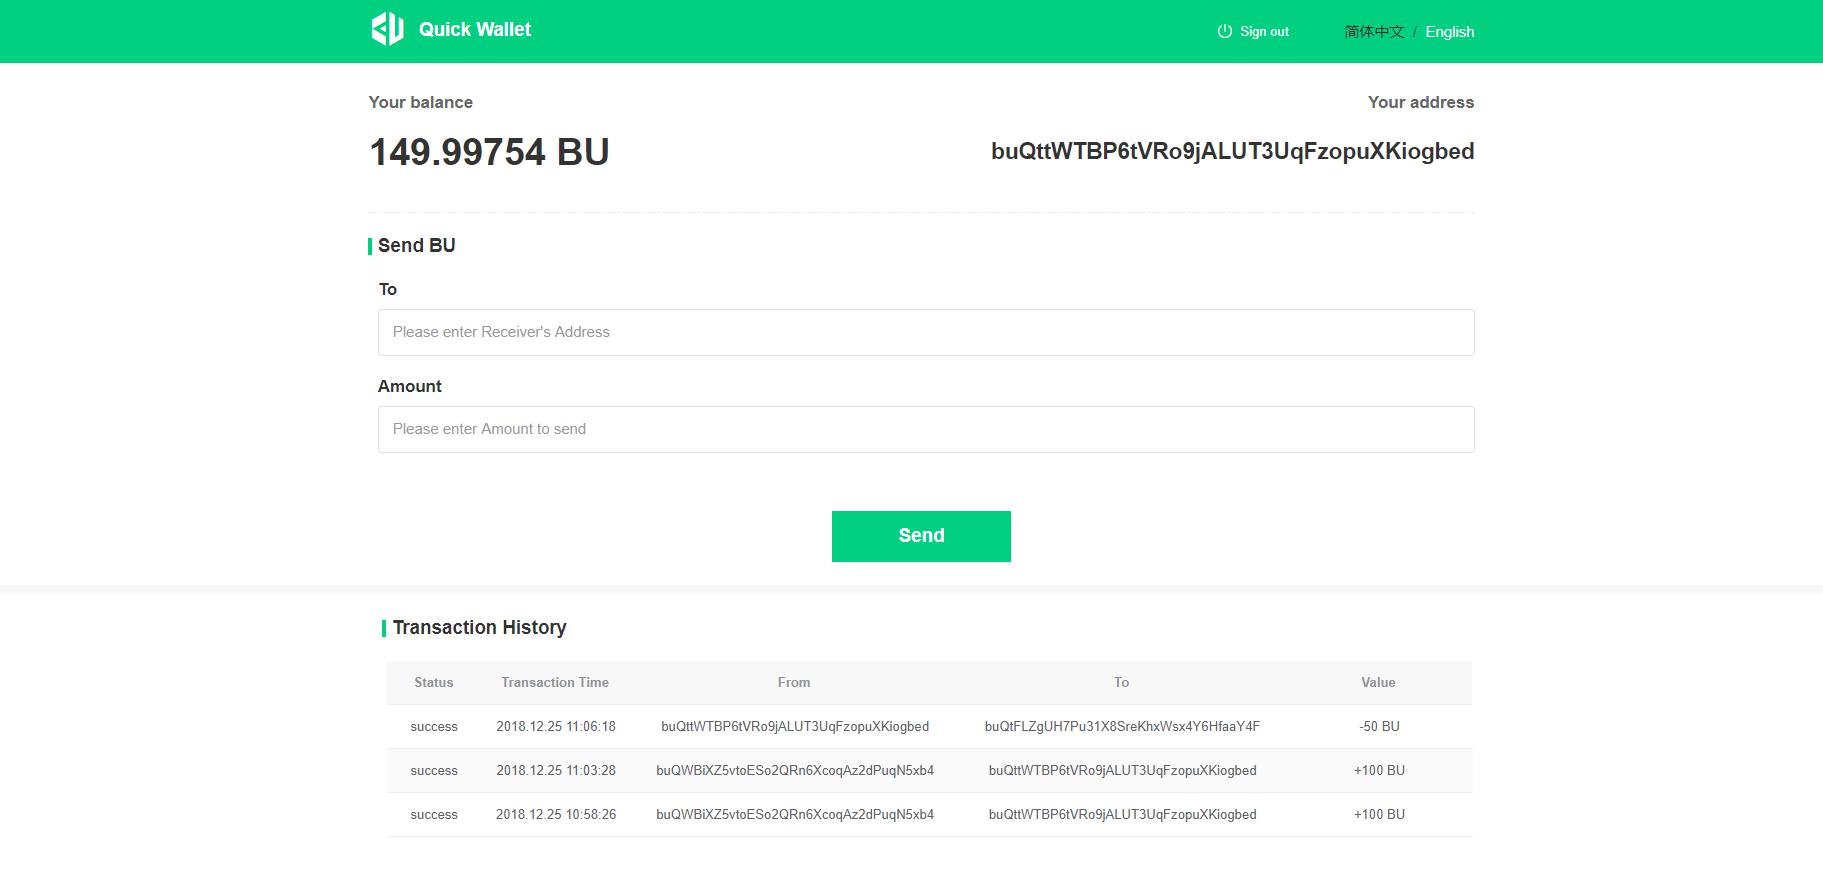 Quick Wallet
Sign out
简体中文 / English
Your balance
Your address
149.99754 BU
buQttWTBP6tVRo9jALUT3UqFzopuXKiogbed
Send BU
To
Please enter Receiver's Address
Amount
Please enter Amount to send
Send
Transaction History
Status Transaction Time From To Value
success 2018.12.25 11:06:18 buQttWTBP6tVRo9jALUT3UqFzopuXKiogbed buQtFLZgUH7Pu31X8SreKhxWsx4Y6HfaaY4F -50 BU
success 2018.12.25 11:03:28 buQWBiXZ5vtoESo2QRn6XcoqAz2dPuqN5xb4 buQttWTBP6tVRo9jALUT3UqFzopuXKiogbed +100 BU
success 2018.12.25 10:58:26 buQWBiXZ5vtoESo2QRn6XcoqAz2dPuqN5xb4 buQttWTBP6tVRo9jALUT3UqFzopuXKiogbed +100 BU